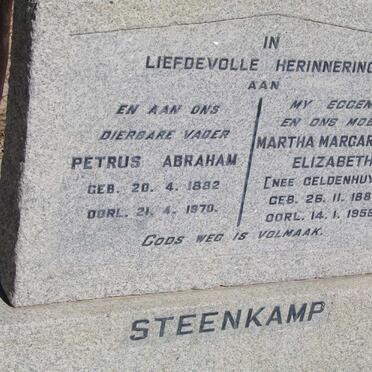 IN
LIEFDEVOLLE HERINNERING
AAN
EN AAN ONS
DIERBARE VADER
PETRUS ABRAHAM
GEB. 20. 4. 1882
OORL. 21. 4. 1970.
MY EGGEN
EN ONS MOE
MARTHA MARGAR
ELIZABETH
[NEE GELDENHUY
GEB. 26. 11. 188
OORL. 14. 1. 1958
GODS WEG IS VOLMAAK.
STEENKAMP